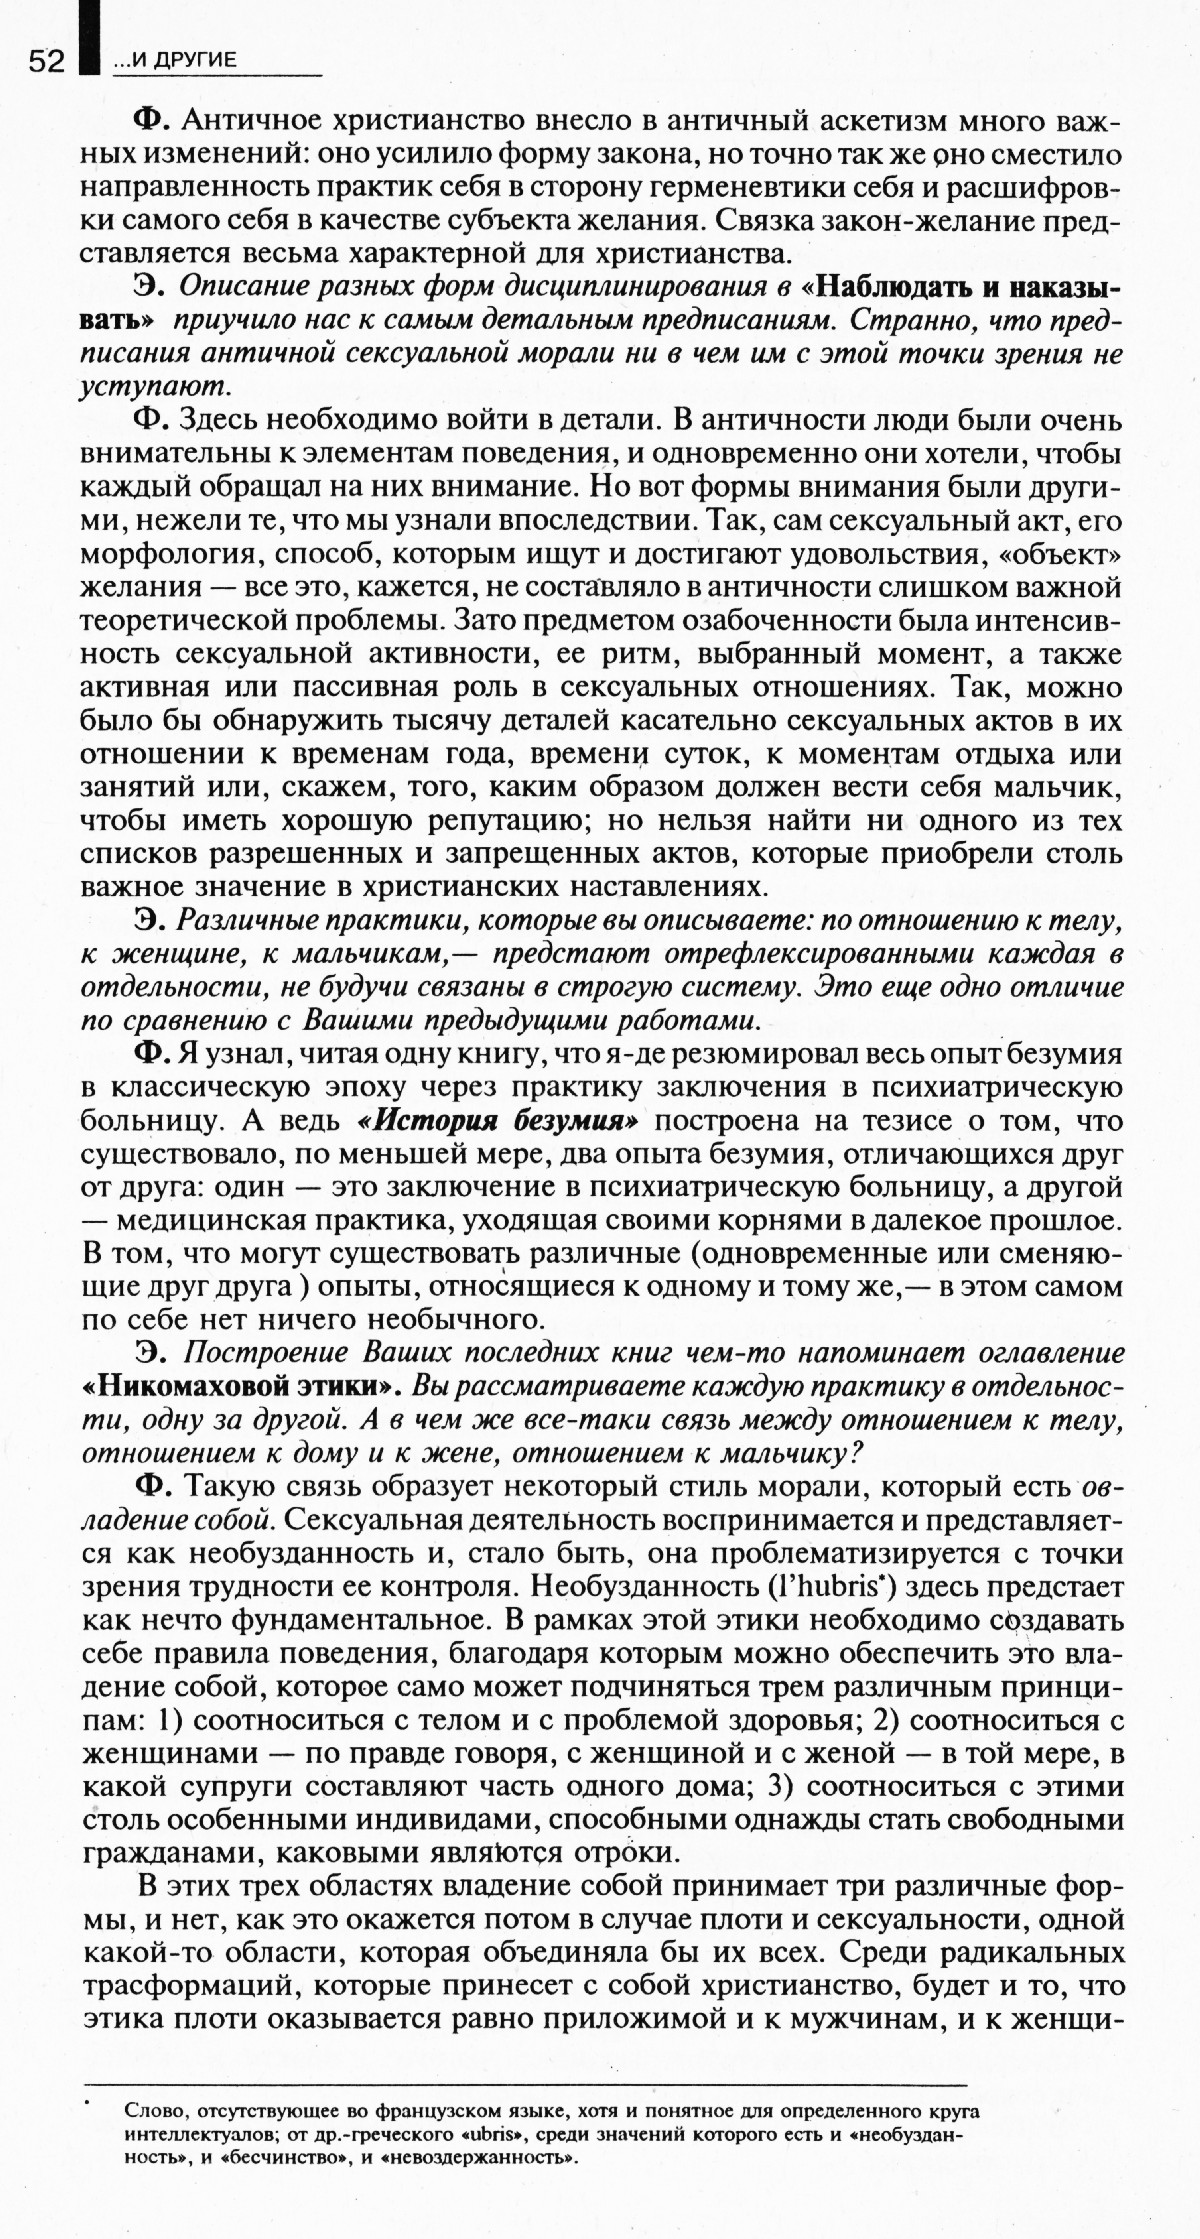 52
...И ДРУГИЕ
Ф. Античное христианство внесло в античный аскетизм много важ-
ных изменений: оно усилило форму закона, но точно так же оно сместило
направленность практик себя в сторону герменевтики себя и расшифров-
ки самого себя в качестве субъекта желания. Связка закон-желание пред-
ставляется весьма характерной для христианства.
Э. Описание разных форм дисциплинирования в «Наблюдать и наказы-
вать» приучило нас к самым детальным предписаниям. Странно, что пред-
писания античной сексуальной морали ни в чем им с этой точки зрения не
уступают.
Ф. Здесь необходимо войти в детали. В античности люди были очень
внимательны к элементам поведения, и одновременно они хотели, чтобы
каждый обращал на них внимание. Но вот формы внимания были други-
ми, нежели те, что мы узнали впоследствии. Так, сам сексуальный акт, его
морфология, способ, которым ищут и достигают удовольствия, «объект»
желания — все это, кажется, не составляло в античности слишком важной
теоретической проблемы. Зато предметом озабоченности была интенсив-
ность сексуальной активности, ее ритм, выбранный момент, а также
активная или пассивная роль в сексуальных отношениях. Так, можно
было бы обнаружить тысячу деталей касательно сексуальных актов в их
отношении к временам года, времени суток, к моментам отдыха или
занятий или, скажем, того, каким образом должен вести себя мальчик,
чтобы иметь хорошую репутацию; но нельзя найти ни одного из тех
списков разрешенных и запрещенных актов, которые приобрели столь
важное значение в христианских наставлениях.
Э. Различные практики, которые вы описываете: по отношению к телу,
к женщине, к мальчикам,— предстают отрефлексированными каждая в
отдельности, не будучи связаны в строгую систему. Это еще одно отличие
по сравнению с Вашими предыдущими работами.
Ф. Я узнал, читая одну книгу, что я-де резюмировал весь опыт безумия
в классическую эпоху через практику заключения в психиатрическую
больницу. А ведь «История безумия» построена на тезисе о том, что
существовало, по меньшей мере, два опыта безумия, отличающихся друг
от друга: один — это заключение в психиатрическую больницу, а другой
— медицинская практика, уходящая своими корнями в далекое прошлое.
В том, что могут существовать различные (одновременные или сменяю-
щие друг друга ) опыты, относящиеся к одному и тому же,— в этом самом
по себе нет ничего необычного.
Э. Построение Ваших последних книг чем-то напоминает оглавление
«Никомаховой этики». Вы рассматриваете каждую практику в отдельнос-
ти, одну за другой. А в чем же все-таки связь между отношением к телу,
отношением к дому и к жене, отношением к мальчику?
Ф. Такую связь образует некоторый стиль морали, который есть ов-
ладение собой. Сексуальная деятельность воспринимается и представляет-
ся как необузданность и, стало быть, она проблематизируется с точки
зрения трудности ее контроля. Необузданность (l’hubris*) здесь предстает
как нечто фундаментальное. В рамках этой этики необходимо создавать
себе правила поведения, благодаря которым можно обеспечить это вла-
дение собой, которое само может подчиняться трем различным принци-
пам: 1) соотноситься с телом и с проблемой здоровья; 2) соотноситься с
женщинами — по правде говоря, с женщиной и с женой — в той мере, в
какой супруги составляют часть одного дома; 3) соотноситься с этими
столь особенными индивидами, способными однажды стать свободными
гражданами, каковыми являются отроки.
В этих трех областях владение собой принимает три различные фор-
мы, и нет, как это окажется потом в случае плоти и сексуальности, одной
какой-то области, которая объединяла бы их всех. Среди радикальных
трасформаций, которые принесет с собой христианство, будет и то, что
этика плоти оказывается равно приложимой и к мужчинам, и к женщи-
* Слово, отсутствующее во французском языке, хотя и понятное для определенного круга
интеллектуалов; от др.-греческого «ubris», среди значений которого есть и «необуздан-
ность», и «бесчинство», и «невоздержанность».